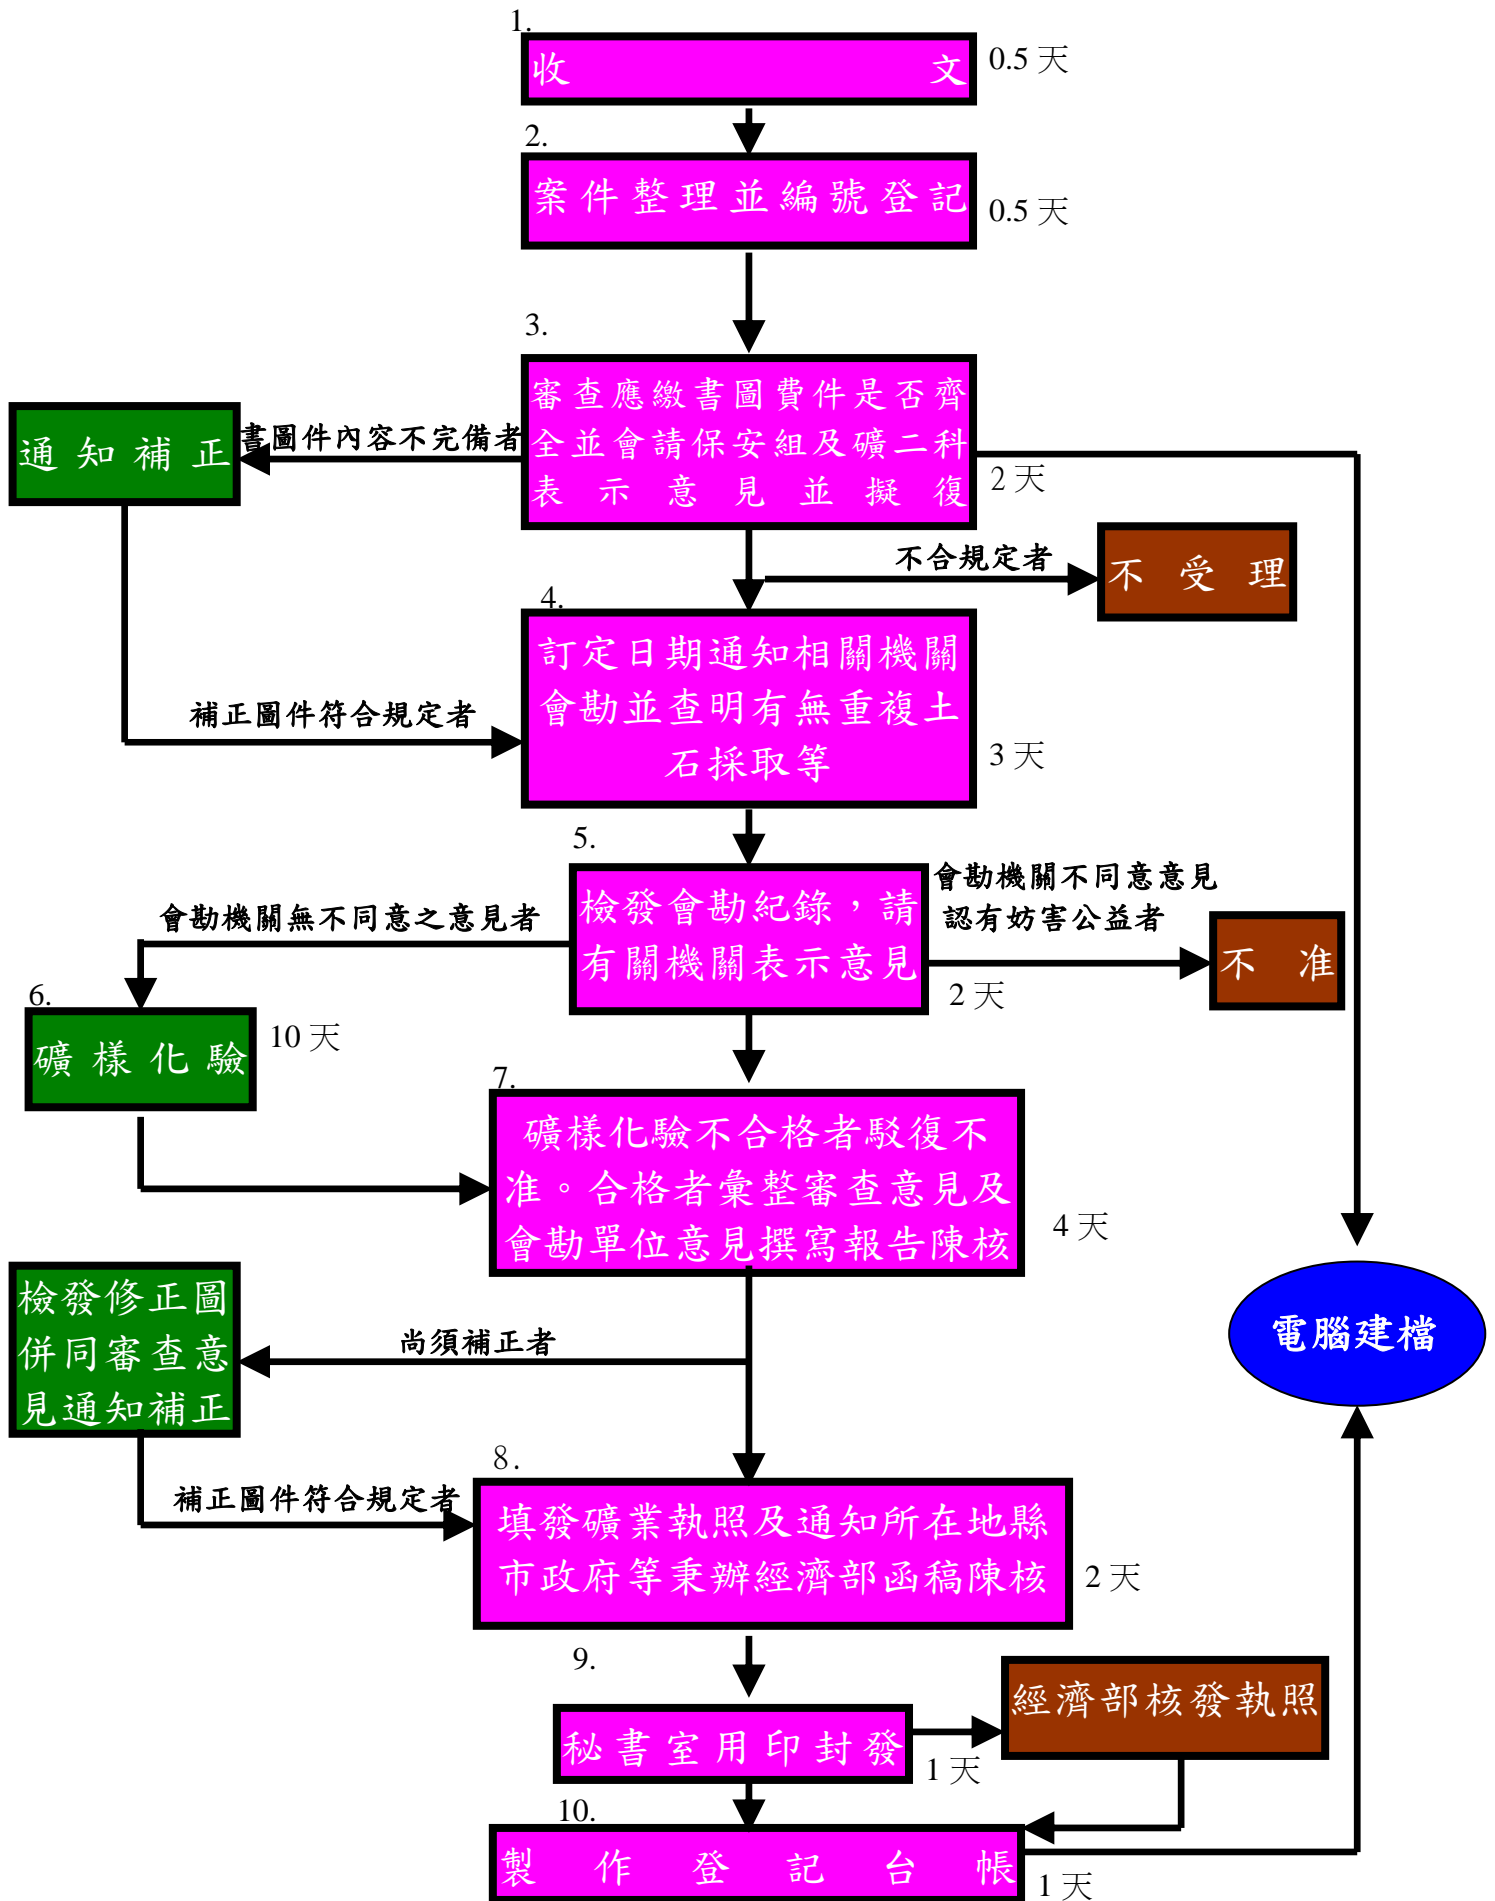 1.
收文
0.5 天
2.
案件整理並編號登記
0.5 天
3.
審查應繳書圖費件是否齊
全並會請保安組及礦二科
表示意見並擬復
2 天
書圖件內容不完備者
通知補正
不合規定者
不受理
4.
訂定日期通知相關機關
會勘並查明有無重複土
石採取等
3 天
補正圖件符合規定者
5.
檢發會勘紀錄，請
有關機關表示意見
2 天
會勘機關不同意意見
認有妨害公益者
不准
會勘機關無不同意之意見者
6.
礦樣化驗
10 天
7.
礦樣化驗不合格者駁復不
准。合格者彙整審查意見及
會勘單位意見撰寫報告陳核
4 天
檢發修正圖
併同審查意
見通知補正
尚須補正者
電腦建檔
補正圖件符合規定者
8.
填發礦業執照及通知所在地縣
市政府等秉辦經濟部函稿陳核
2 天
9.
秘書室用印封發
1 天
經濟部核發執照
10.
製作登記台帳
1 天